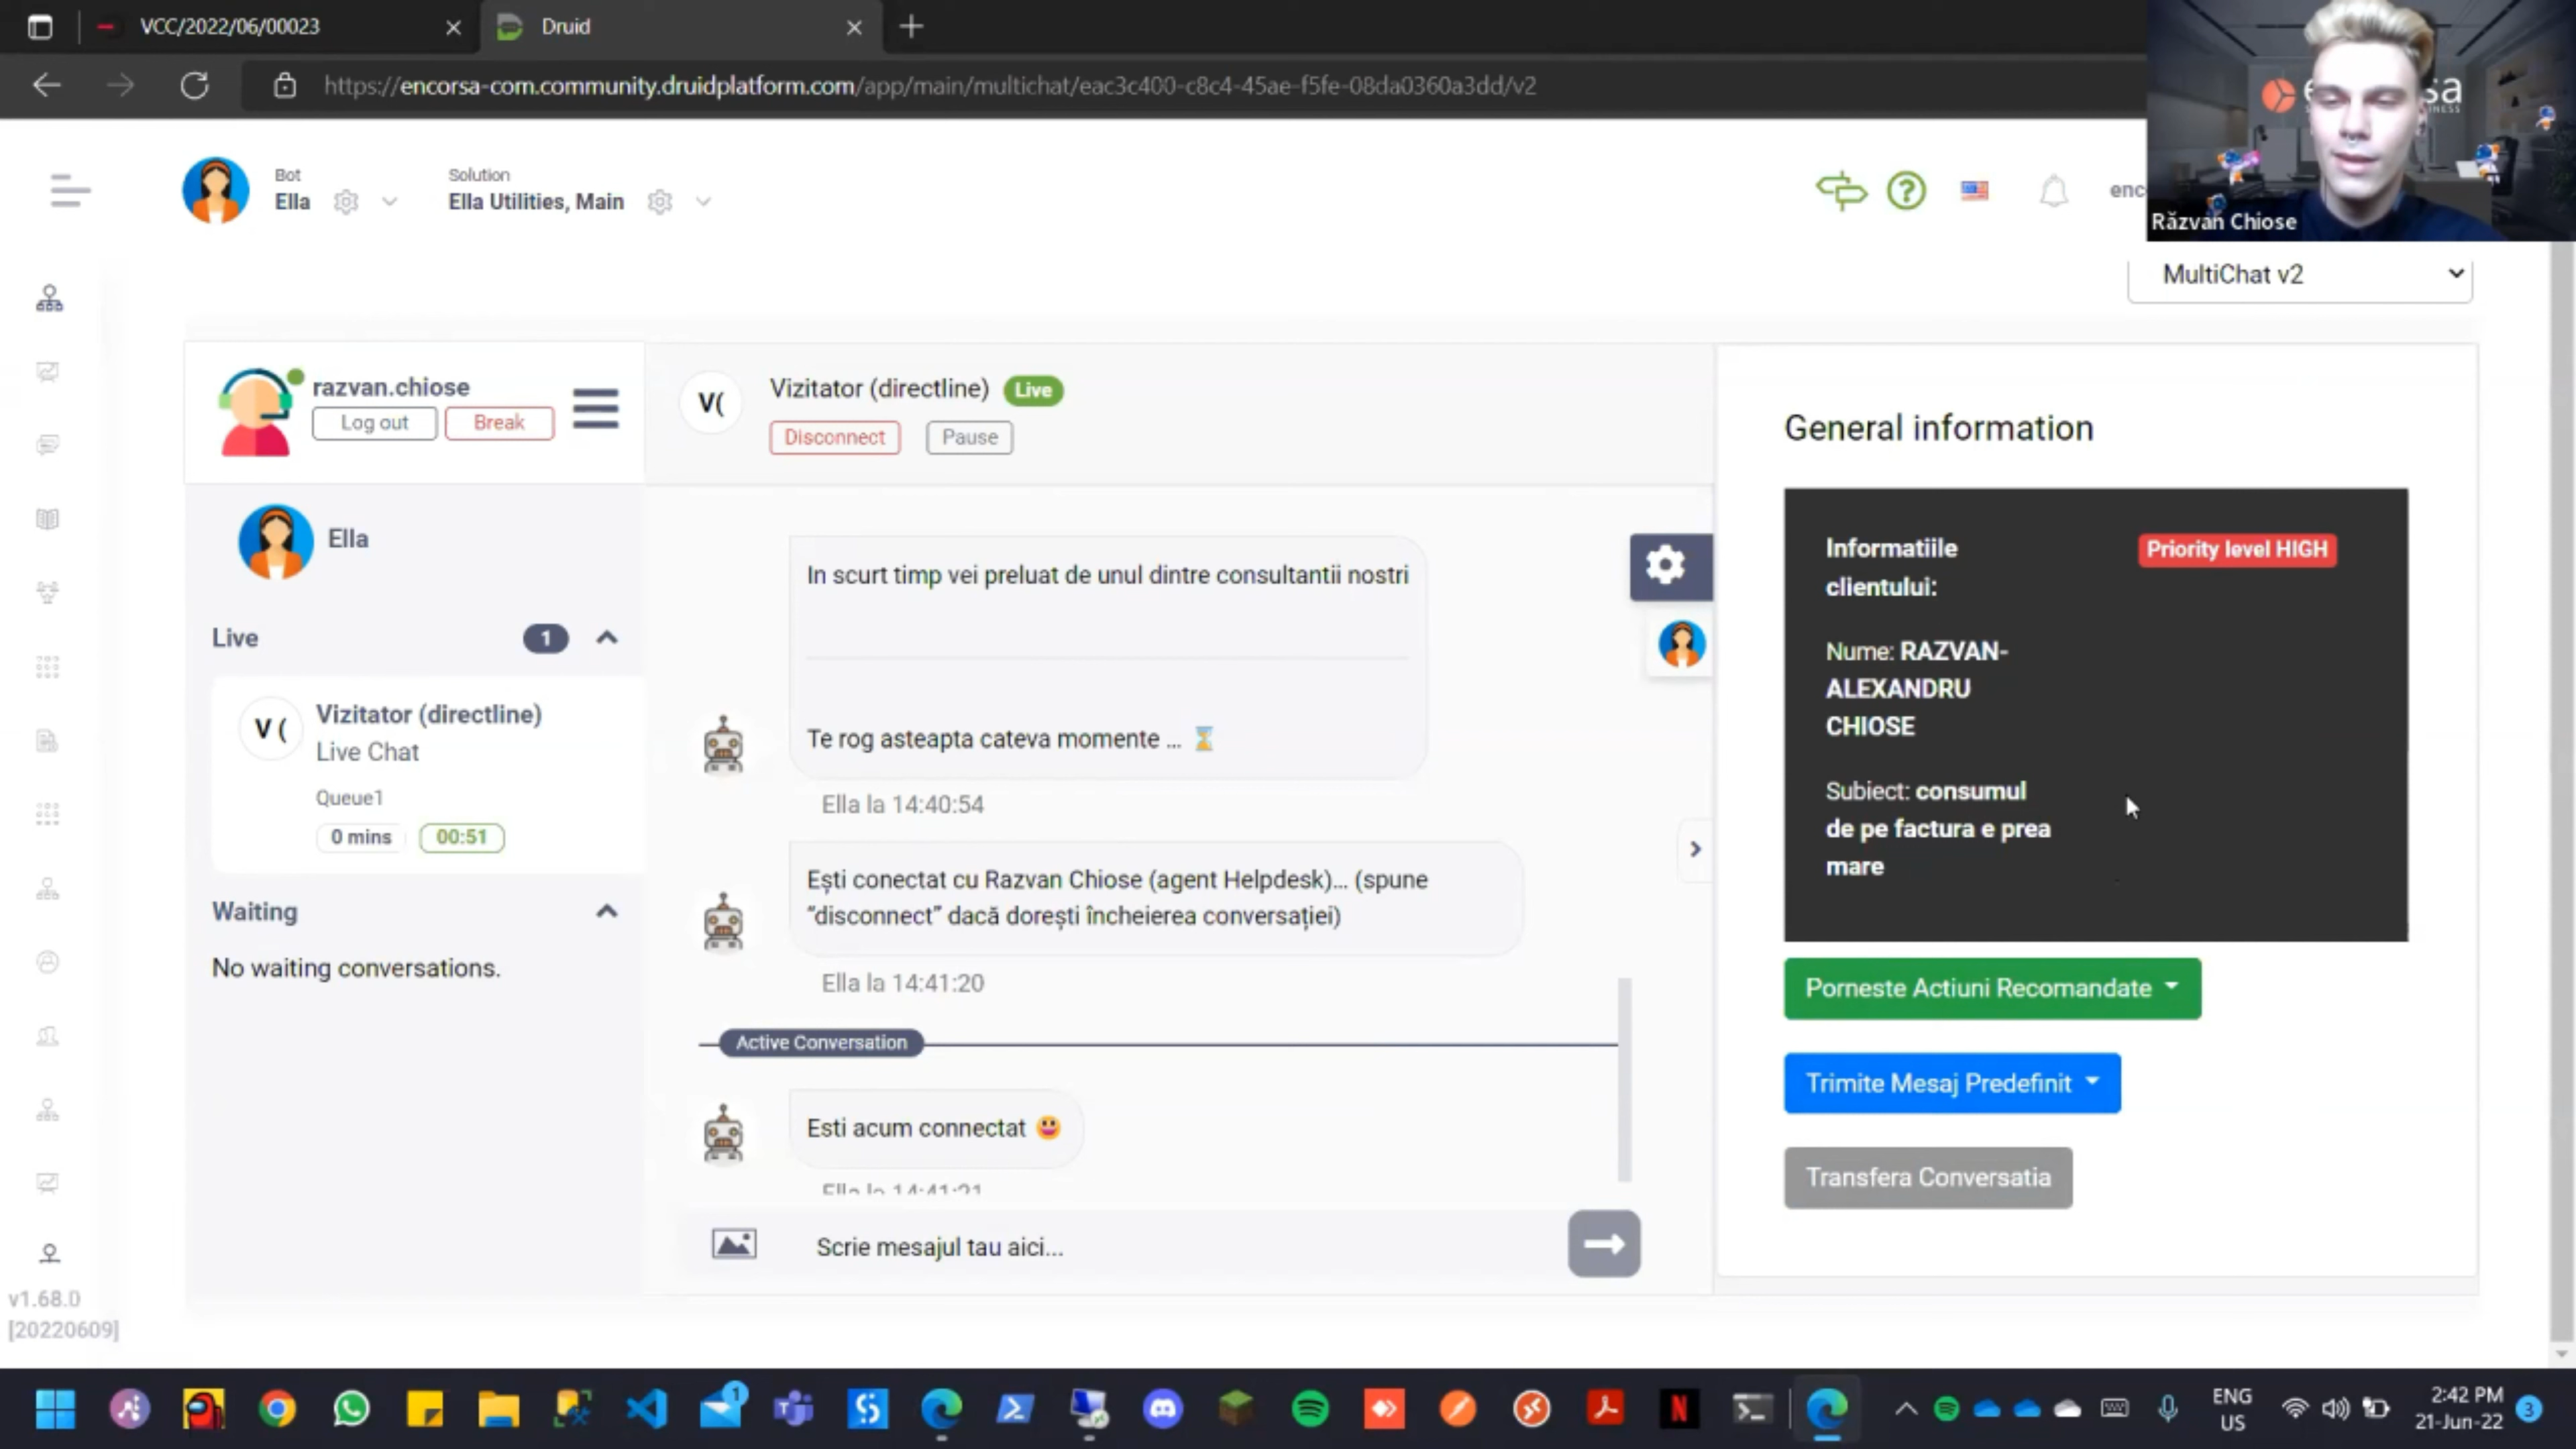 VCC/2022/06/00023
Druid
https://encorsa-com.community.druidplatform.com/app/main/multichat/eac3c400-c8c4-45ae-f5fe-08da0360a3dd/v2
Bot
Ella
Solution
Ella Utilities, Main
Răzvan Chiose
MultiChat v2
razvan.chiose
Log out
Break
Vizitator (directline)
Live
Disconnect
Pause
Ella
Live
1
V (
Vizitator (directline)
Live Chat
Queue1
0 mins
00:51
Waiting
No waiting conversations.
V(
In scurt timp vei preluat de unul dintre consultantii nostri
Te rog asteapta cateva momente ... ⏳
Ella la 14:40:54
Ești conectat cu Razvan Chiose (agent Helpdesk)... (spune
"disconnect" dacă dorești încheierea conversației)
Ella la 14:41:20
Active Conversation
Esti acum connectat 😃
Ella la 14:41:21
Scrie mesajul tau aici...
General information
Informatiile
clientului:
Priority level HIGH
Nume: RAZVAN-
ALEXANDRU
CHIOSE
Subiect: consumul
de pe factura e prea
mare
Porneste Actiuni Recomandate
Trimite Mesaj Predefinit
Transfera Conversatia
v1.68.0
[20220609]
1
ENG
US
2:42 PM
21-Jun-22
3